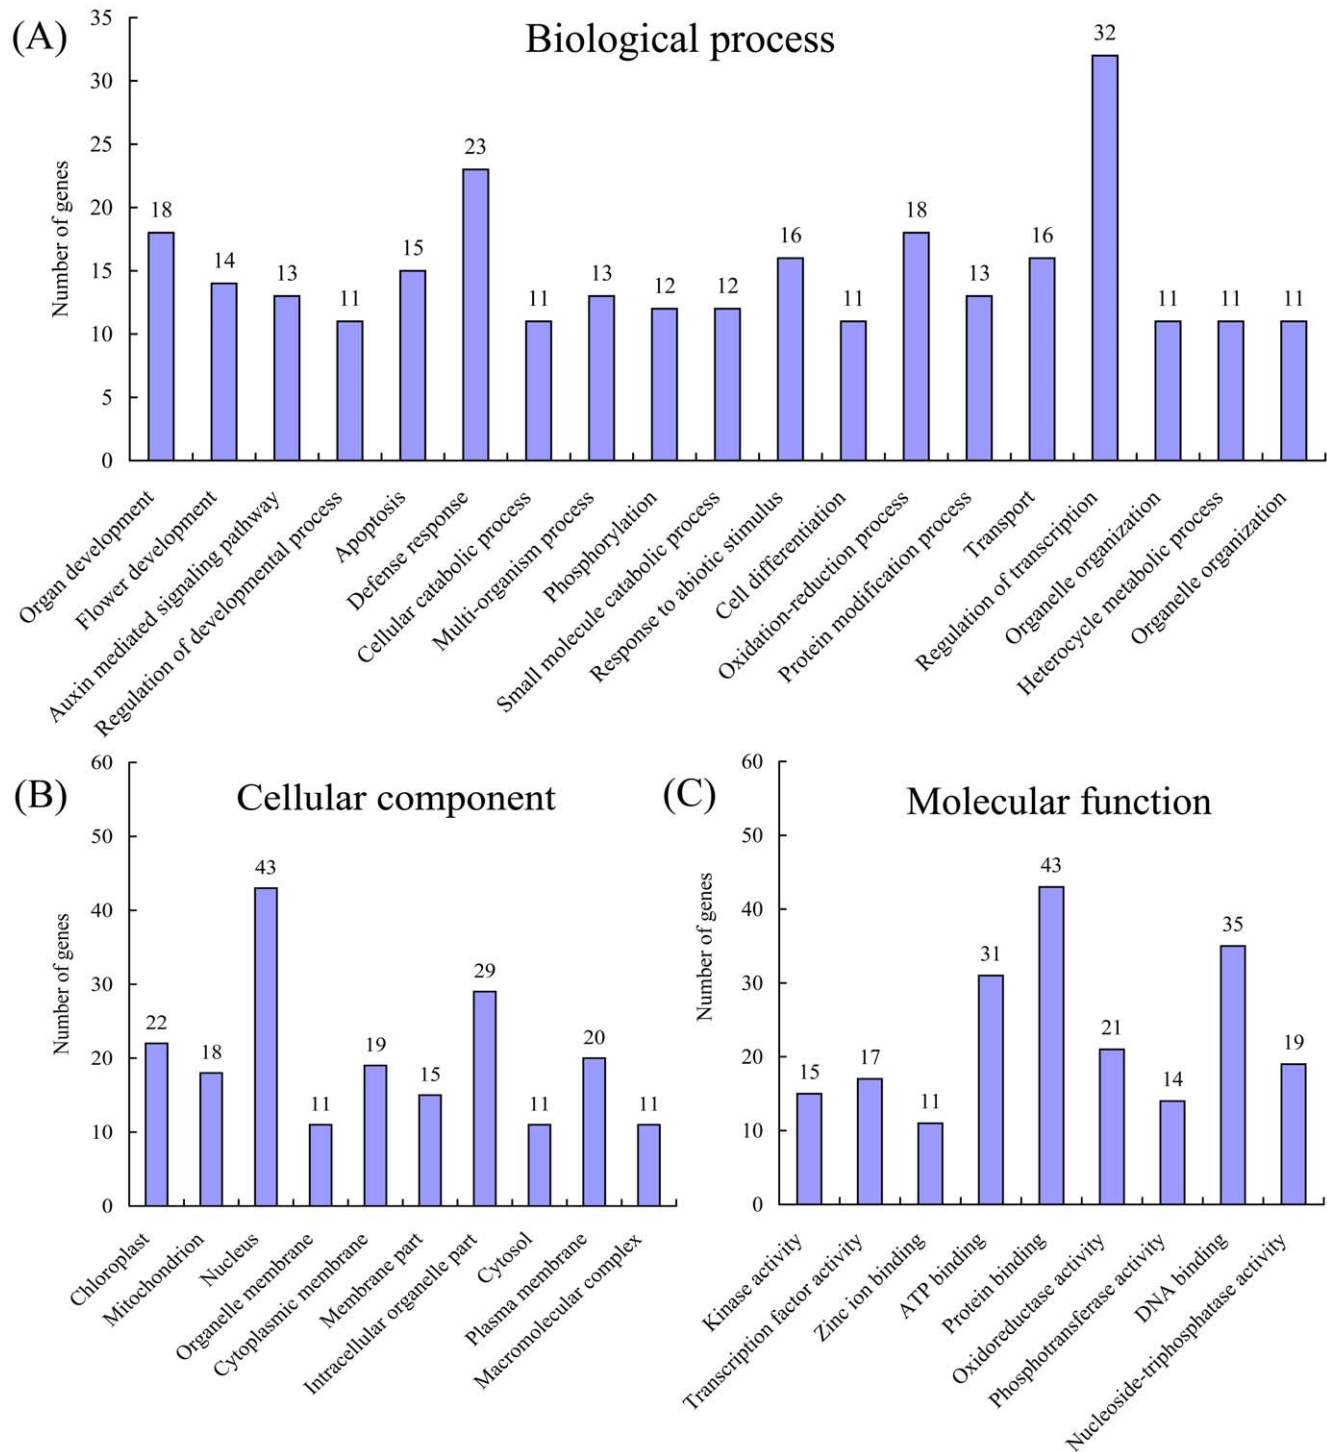 (A)
Biological process
Number of genes
35
30
25
20
15
10
5
0
18
14
13
11
15
23
11
13
12
12
16
11
18
13
16
32
11
11
11
Organ development
Flower development
Auxin mediated signaling pathway
Regulation of developmental process
Apoptosis
Defense response
Cellular catabolic process
Multi-organism process
Phosphorylation
Small molecule catabolic process
Response to abiotic stimulus
Cell differentiation
Oxidation-reduction process
Protein modification process
Transport
Regulation of transcription
Organelle organization
Heterocycle metabolic process
Organelle organization
(B)
Cellular component
Number of genes
60
50
40
30
20
10
0
22
18
43
11
19
15
29
11
20
11
Chloroplast
Mitochondrion
Nucleus
Organelle membrane
Cytoplasmic membrane
Membrane part
Intracellular organelle part
Cytosol
Plasma membrane
Macromolecular complex
(C)
Molecular function
Number of genes
60
50
40
30
20
10
0
15
17
11
31
43
21
14
35
19
Kinase activity
Transcription factor activity
Zinc ion binding
ATP binding
Protein binding
Oxidoreductase activity
Phosphotransferase activity
DNA binding
Nucleoside-triphosphatase activity